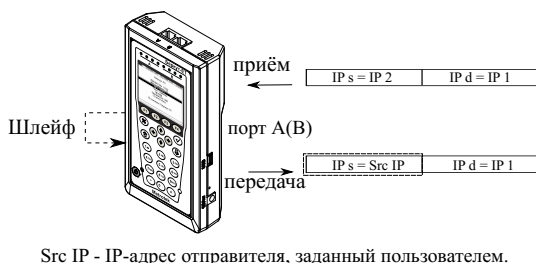 приём
IP s = IP 2 IP d = IP 1
Шлейф
порт A(B)
передача
IP s = Src IP IP d = IP 1
Src IP - IP-адрес отправителя, заданный пользователем.